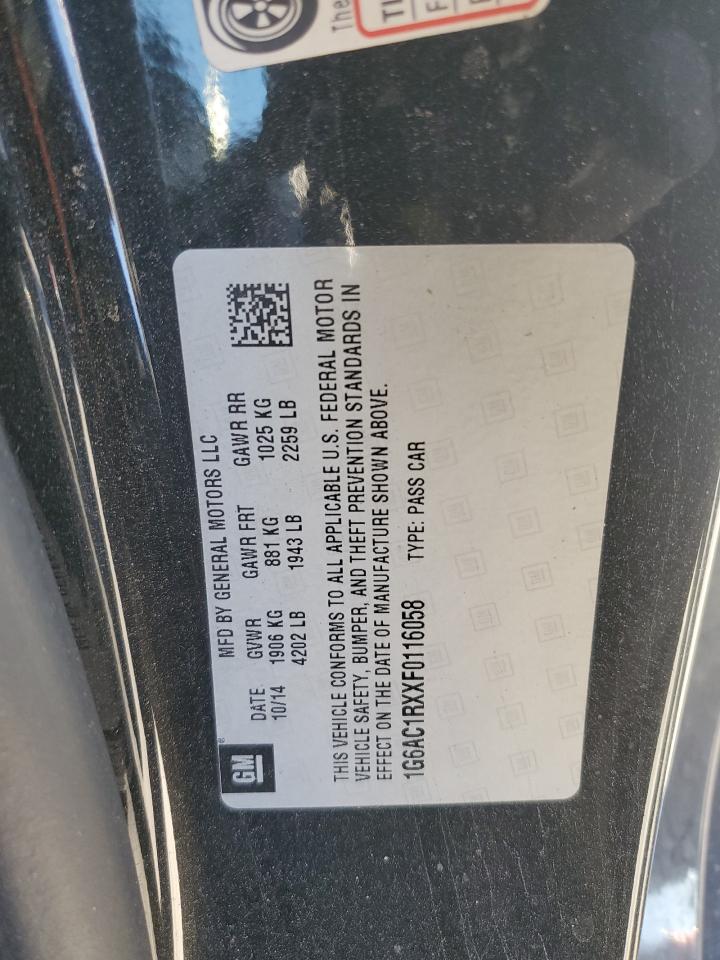 The
TI
F
GM
MFD BY GENERAL MOTORS LLC
DATE GVWR GAWR FRT GAWR RR
10/14 1906 KG 881 KG 1025 KG
4202 LB 1943 LB 2259 LB
THIS VEHICLE CONFORMS TO ALL APPLICABLE U.S. FEDERAL MOTOR
VEHICLE SAFETY, BUMPER, AND THEFT PREVENTION STANDARDS IN
EFFECT ON THE DATE OF MANUFACTURE SHOWN ABOVE.
1G6AC1RXXF0116058 TYPE: PASS CAR